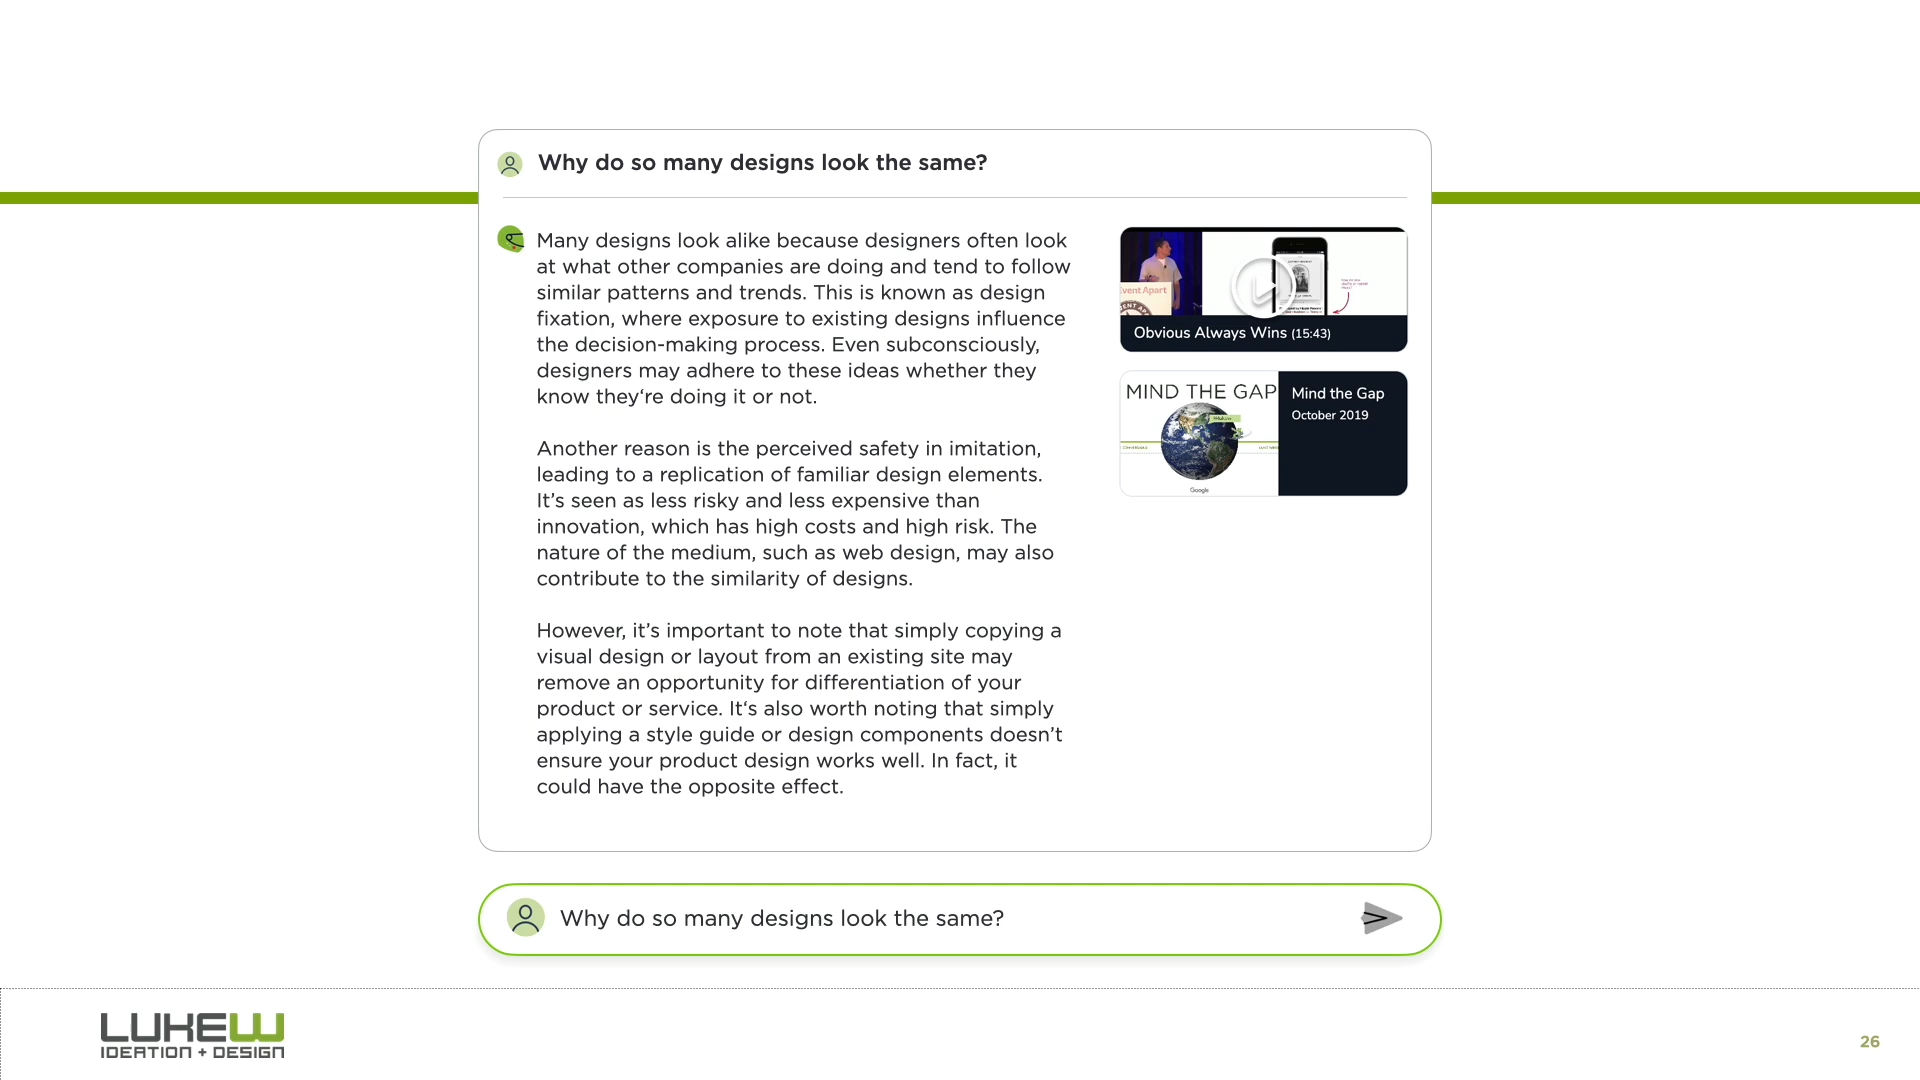 Why do so many designs look the same?
Many designs look alike because designers often look
at what other companies are doing and tend to follow
similar patterns and trends. This is known as design
fixation, where exposure to existing designs influence
the decision-making process. Even subconsciously,
designers may adhere to these ideas whether they
know they‘re doing it or not.
Another reason is the perceived safety in imitation,
leading to a replication of familiar design elements.
It’s seen as less risky and less expensive than
innovation, which has high costs and high risk. The
nature of the medium, such as web design, may also
contribute to the similarity of designs.
However, it’s important to note that simply copying a
visual design or layout from an existing site may
remove an opportunity for differentiation of your
product or service. It‘s also worth noting that simply
applying a style guide or design components doesn’t
ensure your product design works well. In fact, it
could have the opposite effect.
Event Apart
Obvious Always Wins (15:43)
MIND THE GAP
Google
Mind the Gap
October 2019
Why do so many designs look the same?
LUKEW
IDEATION + DESIGN
26